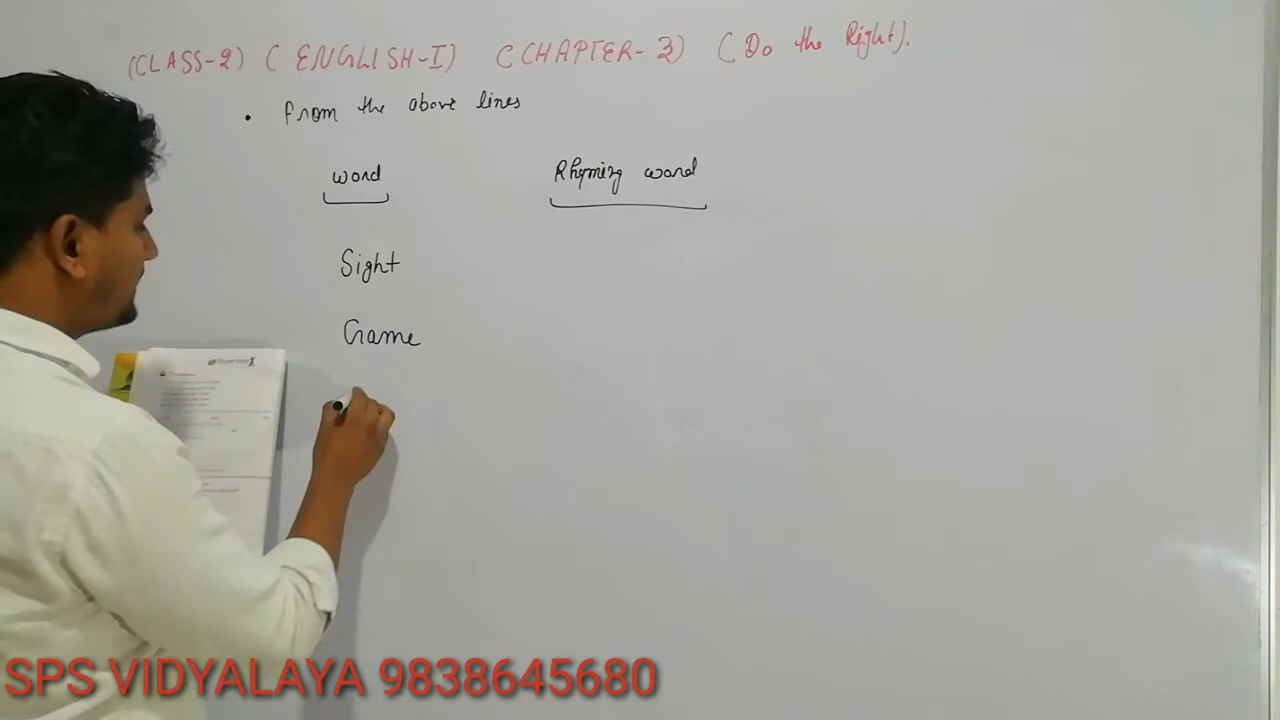 (CLASS-2) ( ENGLISH-I) ( CHAPTER-3) ( Do the Right).
• from the above lines
word Rhyming word
Sight
Game
SPS VIDYALAYA 9838645680